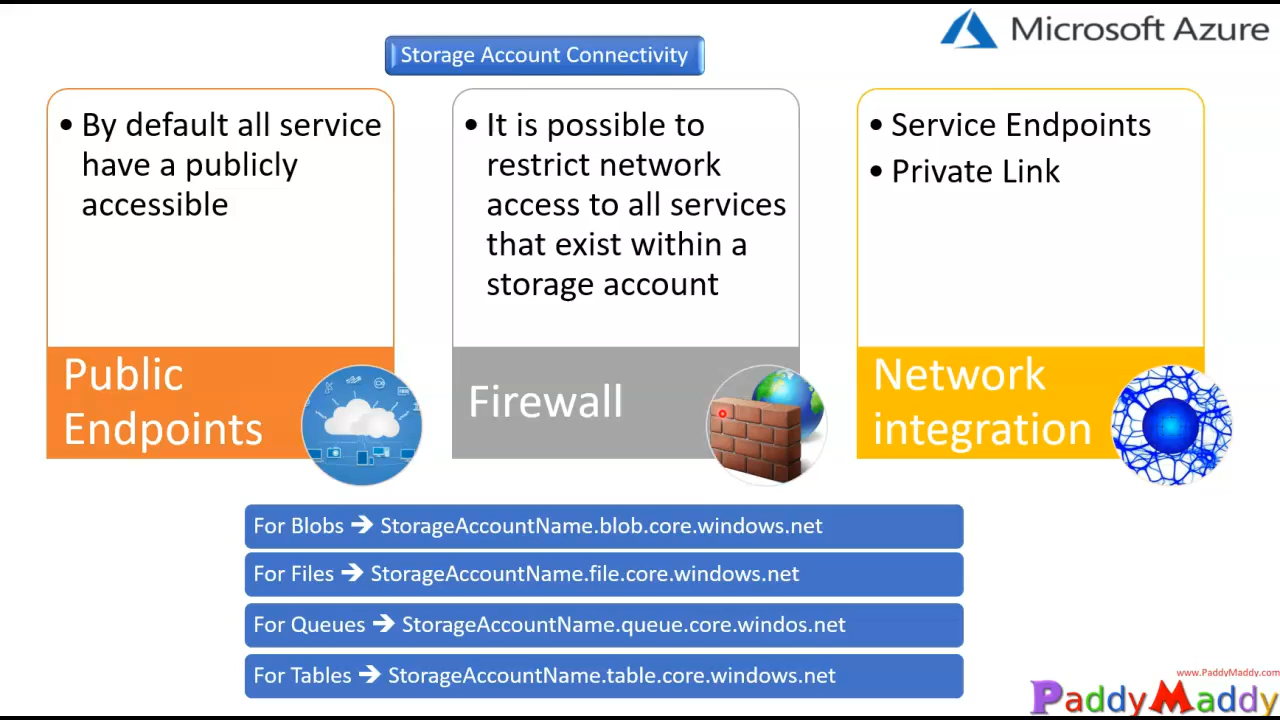 Microsoft Azure
Storage Account Connectivity
• By default all service
have a publicly
accessible
Public
Endpoints
• It is possible to
restrict network
access to all services
that exist within a
storage account
Firewall
• Service Endpoints
• Private Link
Network
integration
For Blobs ➔ StorageAccountName.blob.core.windows.net
For Files ➔ StorageAccountName.file.core.windows.net
For Queues ➔ StorageAccountName.queue.core.windos.net
For Tables ➔ StorageAccountName.table.core.windows.net
www.PaddyMaddy.com
PaddyMaddy